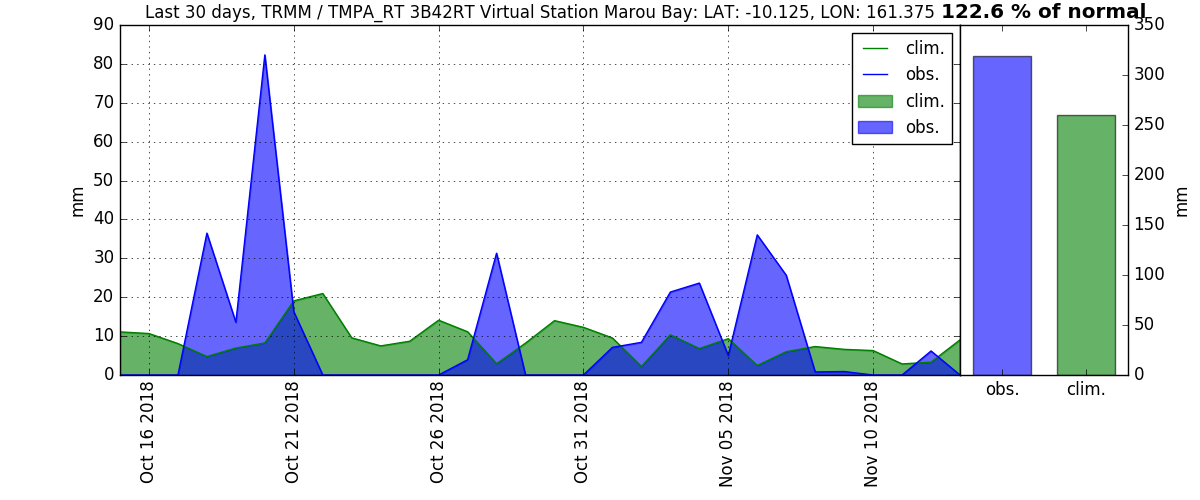 Last 30 days, TRMM / TMPA_RT 3B42RT Virtual Station Marou Bay: LAT: -10.125, LON: 161.375 122.6 % of normal
90
80
70
60
50
40
30
20
10
0
mm
clim.
obs.
clim.
obs.
350
300
250
200
150
100
50
0
mm
Oct 16 2018
Oct 21 2018
Oct 26 2018
Oct 31 2018
Nov 05 2018
Nov 10 2018
obs.
clim.